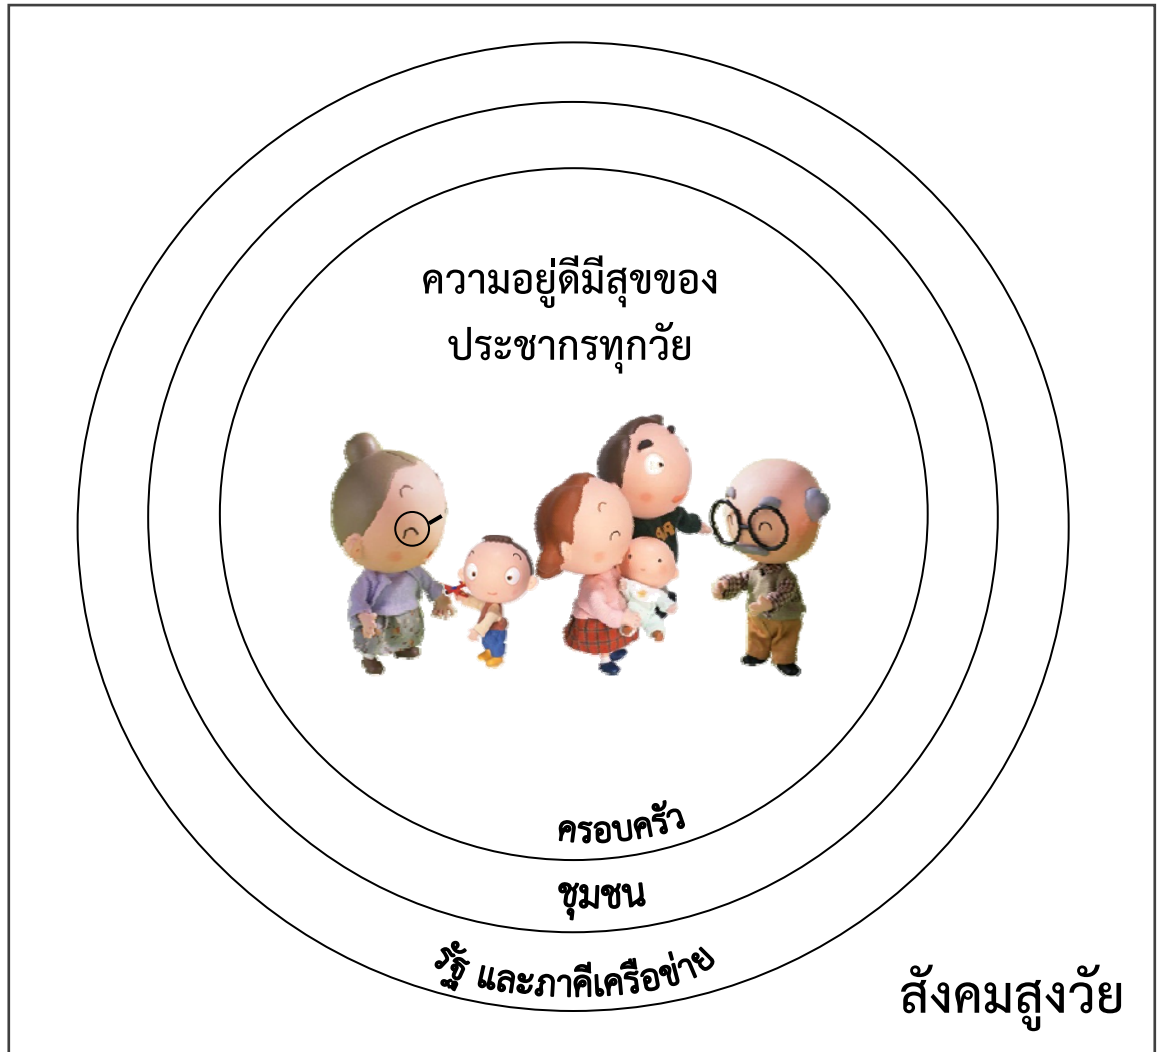 ความอยู่ดีมีสุขของ
ประชากรทุกวัย
ครอบครัว
ชุมชน
รัฐ และภาคีเครือข่าย
สังคมสูงวัย